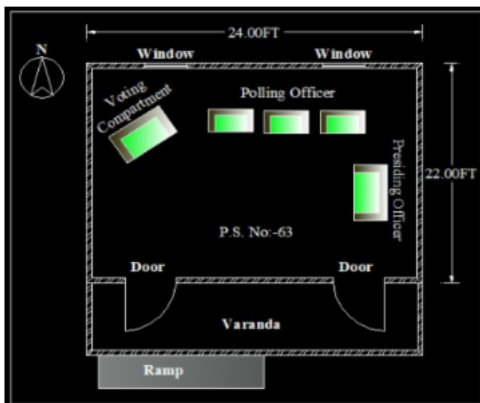 24.00FT
N
Window
Window
Voting
Compartment
Polling Officer
Presiding Officer
22.00FT
P.S. No:-63
Door
Door
Varanda
Ramp